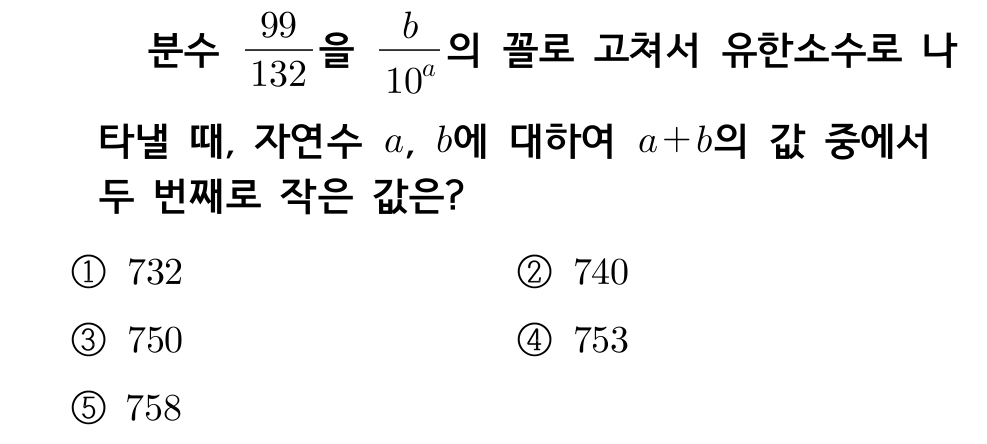 분수 $\frac{99}{132}$을 $\frac{b}{10^a}$의 꼴로 고쳐서 유한소수로 나
타낼 때, 자연수 $a$, $b$에 대하여 $a+b$의 값 중에서
두 번째로 작은 값은?
① 732 ② 740
③ 750 ④ 753
⑤ 758